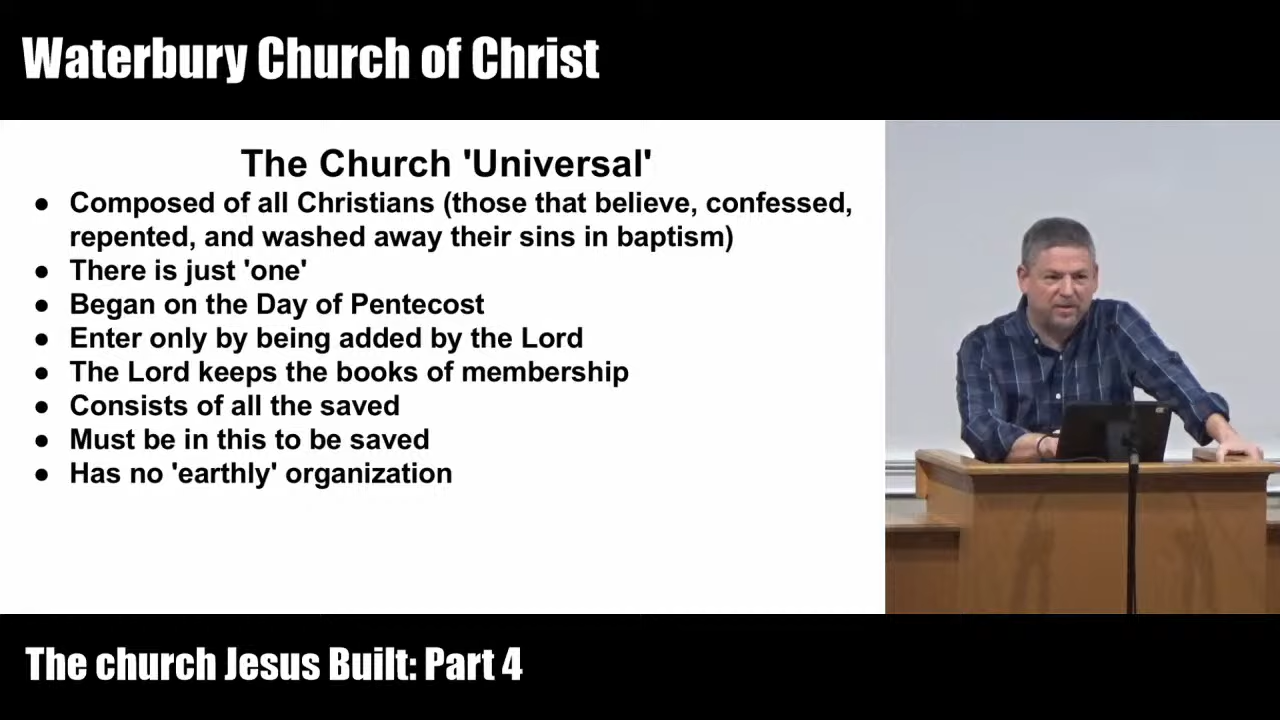 Waterbury Church of Christ
The Church 'Universal'
● Composed of all Christians (those that believe, confessed,
repented, and washed away their sins in baptism)
● There is just 'one'
● Began on the Day of Pentecost
● Enter only by being added by the Lord
● The Lord keeps the books of membership
● Consists of all the saved
● Must be in this to be saved
● Has no 'earthly' organization
The church Jesus Built: Part 4